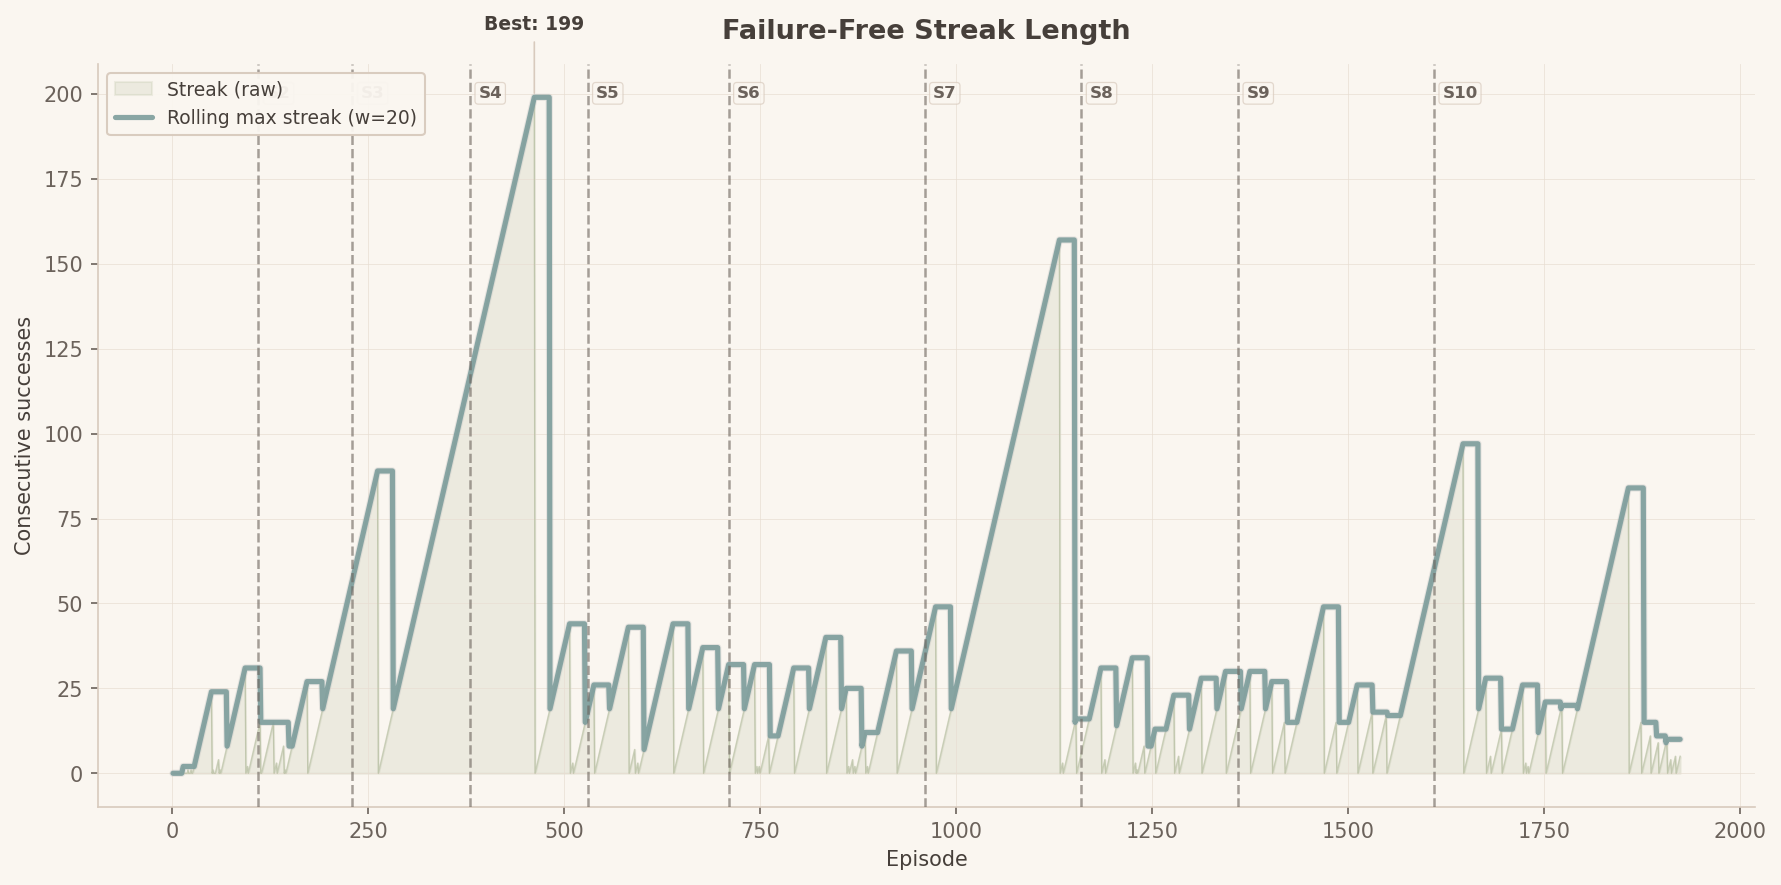 Best: 199
Failure-Free Streak Length
Streak (raw)
Rolling max streak (w=20)
S3
S4
S5
S6
S7
S8
S9
S10
200
175
150
125
100
75
50
25
0
Consecutive successes
0
250
500
750
1000
1250
1500
1750
2000
Episode